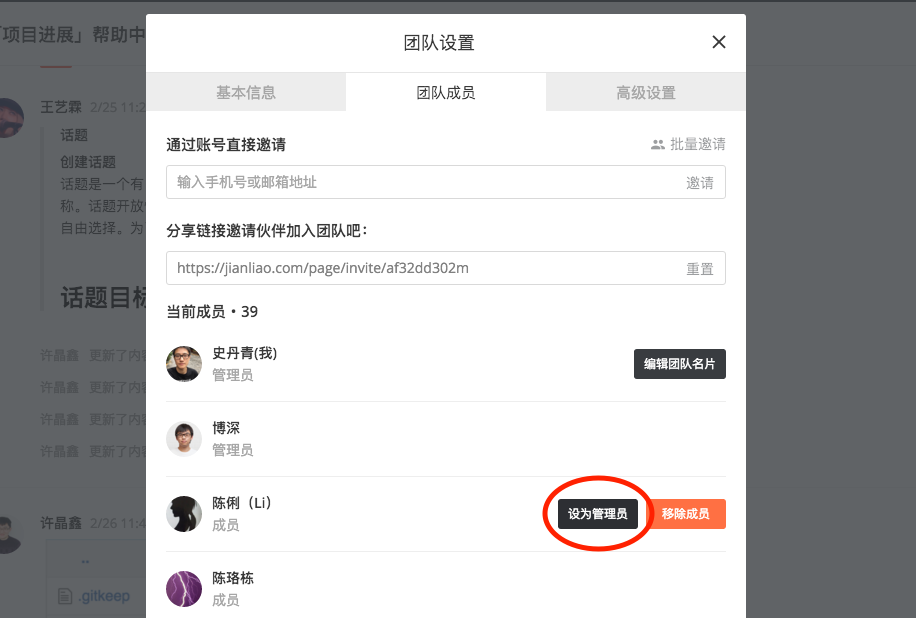 「项目进展」帮助中
团队设置
基本信息
团队成员
高级设置
王艺霖 2/25 11:2
话题
创建话题
话题是一个有
称。话题开放
自由选择。为
话题目标
许晶鑫 更新了内
许晶鑫 更新了内
许晶鑫 更新了内
许晶鑫 更新了内
许晶鑫 2/26 11:4
..
.gitkeep
通过账号直接邀请
批量邀请
输入手机号或邮箱地址
邀请
分享链接邀请伙伴加入团队吧：
https://jianliao.com/page/invite/af32dd302m
重置
当前成员・39
史丹青(我)
管理员
编辑团队名片
博深
管理员
陈俐（Li）
成员
设为管理员
移除成员
陈珞栋
成员